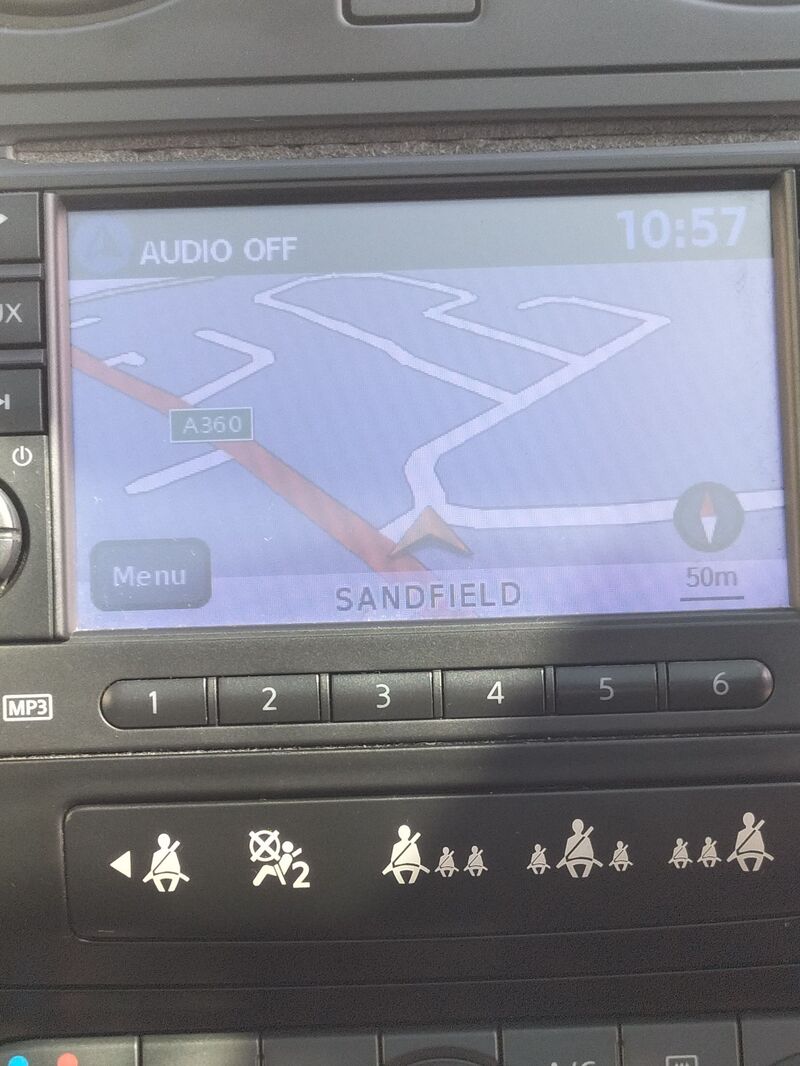 AUDIO OFF
10:57
UX
A360
Menu
SANDFIELD
50m
MP3
1 2 3 4 5 6
2
A/C